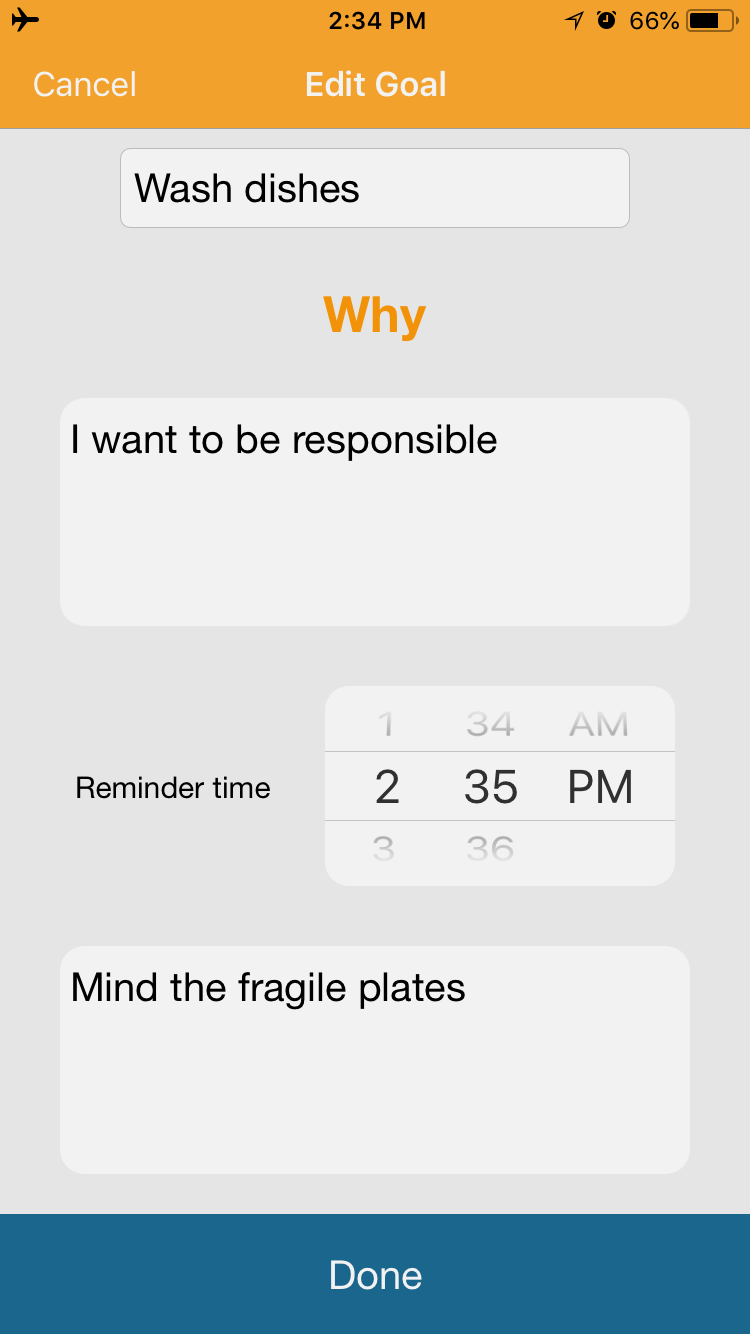 2:34 PM 66%
Cancel Edit Goal
Wash dishes
Why
I want to be responsible
1 34 AM
Reminder time 2 35 PM
3 36
Mind the fragile plates
Done